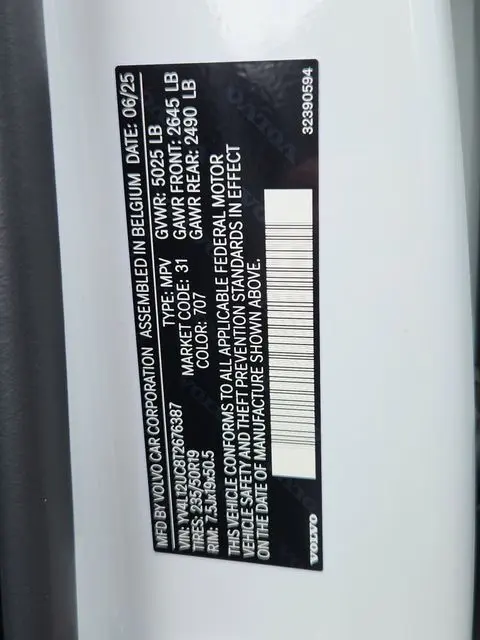 MFD BY VOLVO CAR CORPORATION ASSEMBLED IN BELGIUM DATE: 06/25
VIN: YV4L12UC8T2676387 TYPE: MPV GVWR: 5025 LB
TIRES: 235/50R19 MARKET CODE: 31 GAWR FRONT: 2645 LB
RIM: 7.5Jx19x50.5 COLOR: 707 GAWR REAR: 2490 LB
THIS VEHICLE CONFORMS TO ALL APPLICABLE FEDERAL MOTOR
VEHICLE SAFETY AND THEFT PREVENTION STANDARDS IN EFFECT
ON THE DATE OF MANUFACTURE SHOWN ABOVE.
VOLVO 32390594